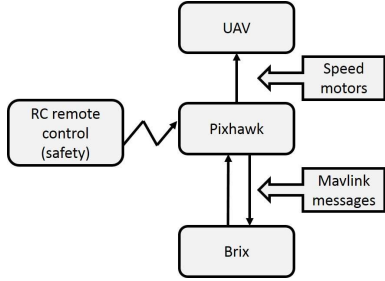 UAV
Speed
motors
RC remote
control
(safety)
Pixhawk
Mavlink
messages
Brix